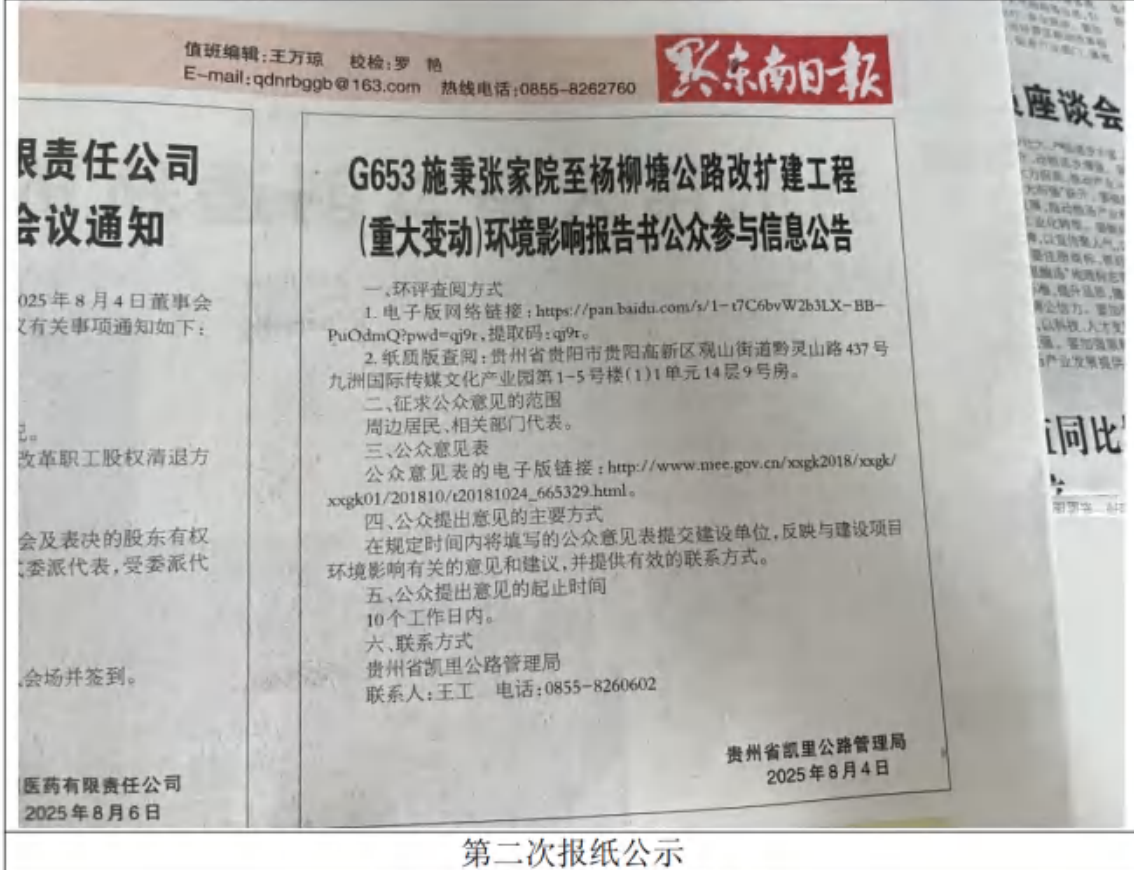 值班编辑:王万琼 校检:罗 艳
E-mail:qdnrbggb@163.com 热线电话:0855-8262760
黔东南日报
限责任公司
会议通知
025年8月4日董事会
有关事项通知如下:
改革职工股权清退方
会及表决的股东有权
委派代表,受委派代
会场并签到。
医药有限责任公司
2025年8月6日
G653施秉张家院至杨柳塘公路改扩建工程
(重大变动)环境影响报告书公众参与信息公告
一、环评查阅方式
1.电子版网络链接:https://pan.baidu.com/s/1-t7C6bvW2b3LX-BB-
PuOdmQ?pwd=qj9r,提取码:qj9r。
2.纸质版查阅:贵州省贵阳市贵阳高新区观山街道黔灵山路437号
九洲国际传媒文化产业园第1-5号楼(1)1单元14层9号房。
二、征求公众意见的范围
周边居民、相关部门代表。
三、公众意见表
公众意见表的电子版链接:http://www.mee.gov.cn/xxgk2018/xxgk/
xxgk01/201810/t20181024_665329.html。
四、公众提出意见的主要方式
在规定时间内将填写的公众意见表提交建设单位,反映与建设项目
环境影响有关的意见和建议,并提供有效的联系方式。
五、公众提出意见的起止时间
10个工作日内。
六、联系方式
贵州省凯里公路管理局
联系人:王工 电话:0855-8260602
贵州省凯里公路管理局
2025年8月4日
座谈会
同比
第二次报纸公示